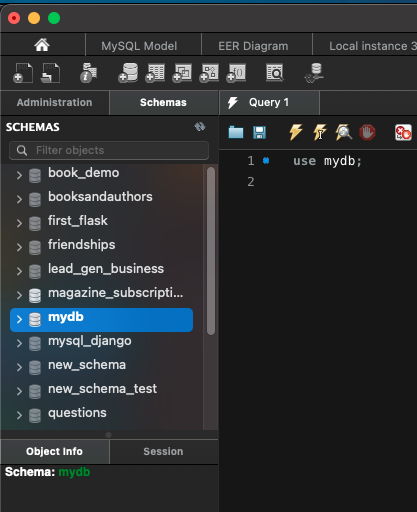 MySQL Model
EER Diagram
Local instance 3
Administration
Schemas
Query 1
SCHEMAS
Filter objects
1 use mydb;
2
book_demo
booksandauthors
first_flask
friendships
lead_gen_business
magazine_subscripti...
mydb
mysql_django
new_schema
new_schema_test
questions
Object Info
Session
Schema: mydb